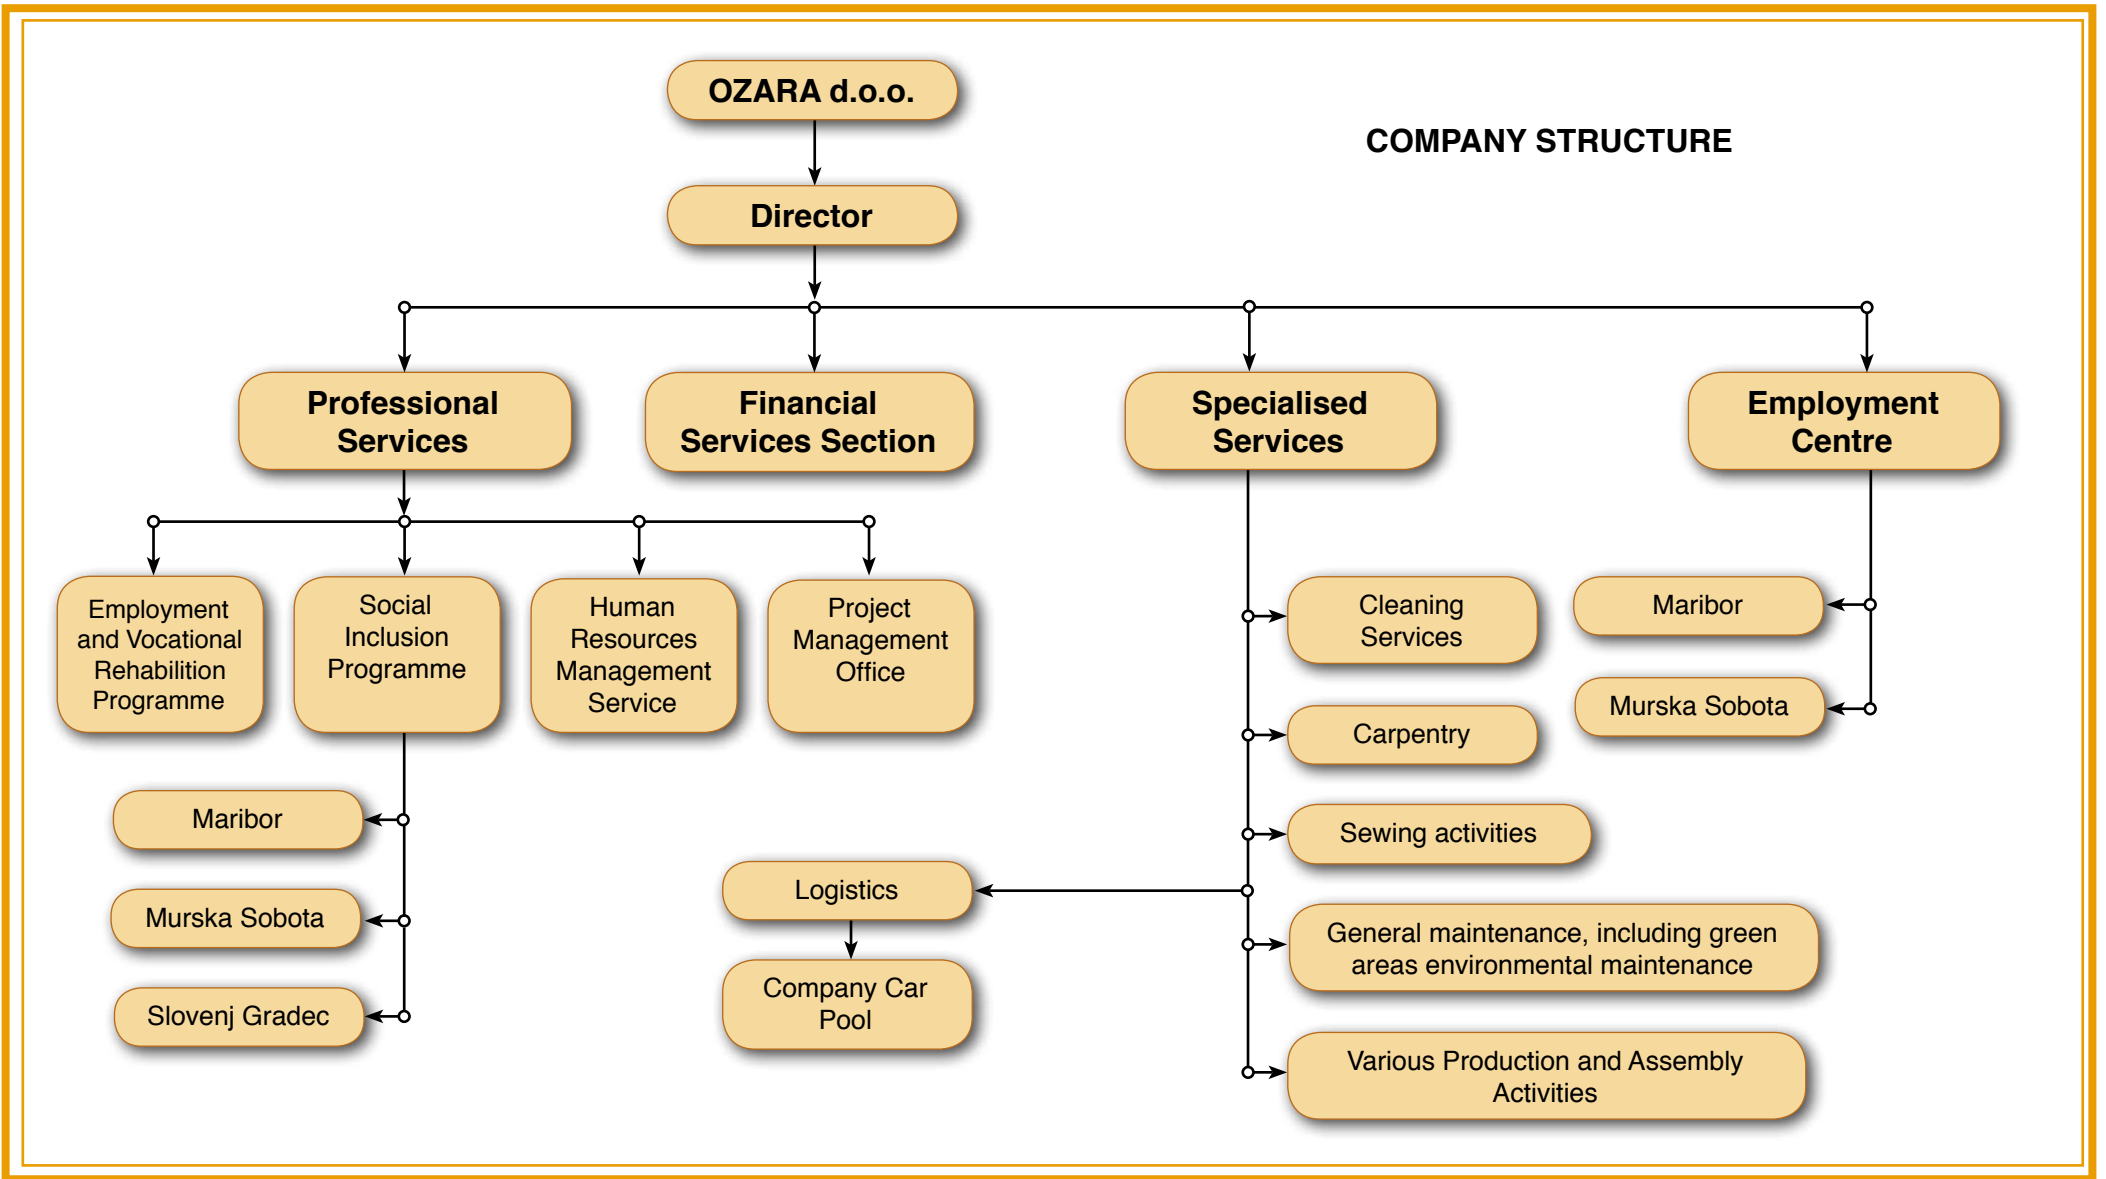 OZARA d.o.o.
COMPANY STRUCTURE
Director
Professional
Services
Financial
Services Section
Specialised
Services
Employment
Centre
Employment
and Vocational
Rehabilition
Programme
Social
Inclusion
Programme
Human
Resources
Management
Service
Project
Management
Office
Maribor
Murska Sobota
Slovenj Gradec
Logistics
Company Car
Pool
Cleaning
Services
Carpentry
Sewing activities
General maintenance, including green
areas environmental maintenance
Various Production and Assembly
Activities
Maribor
Murska Sobota